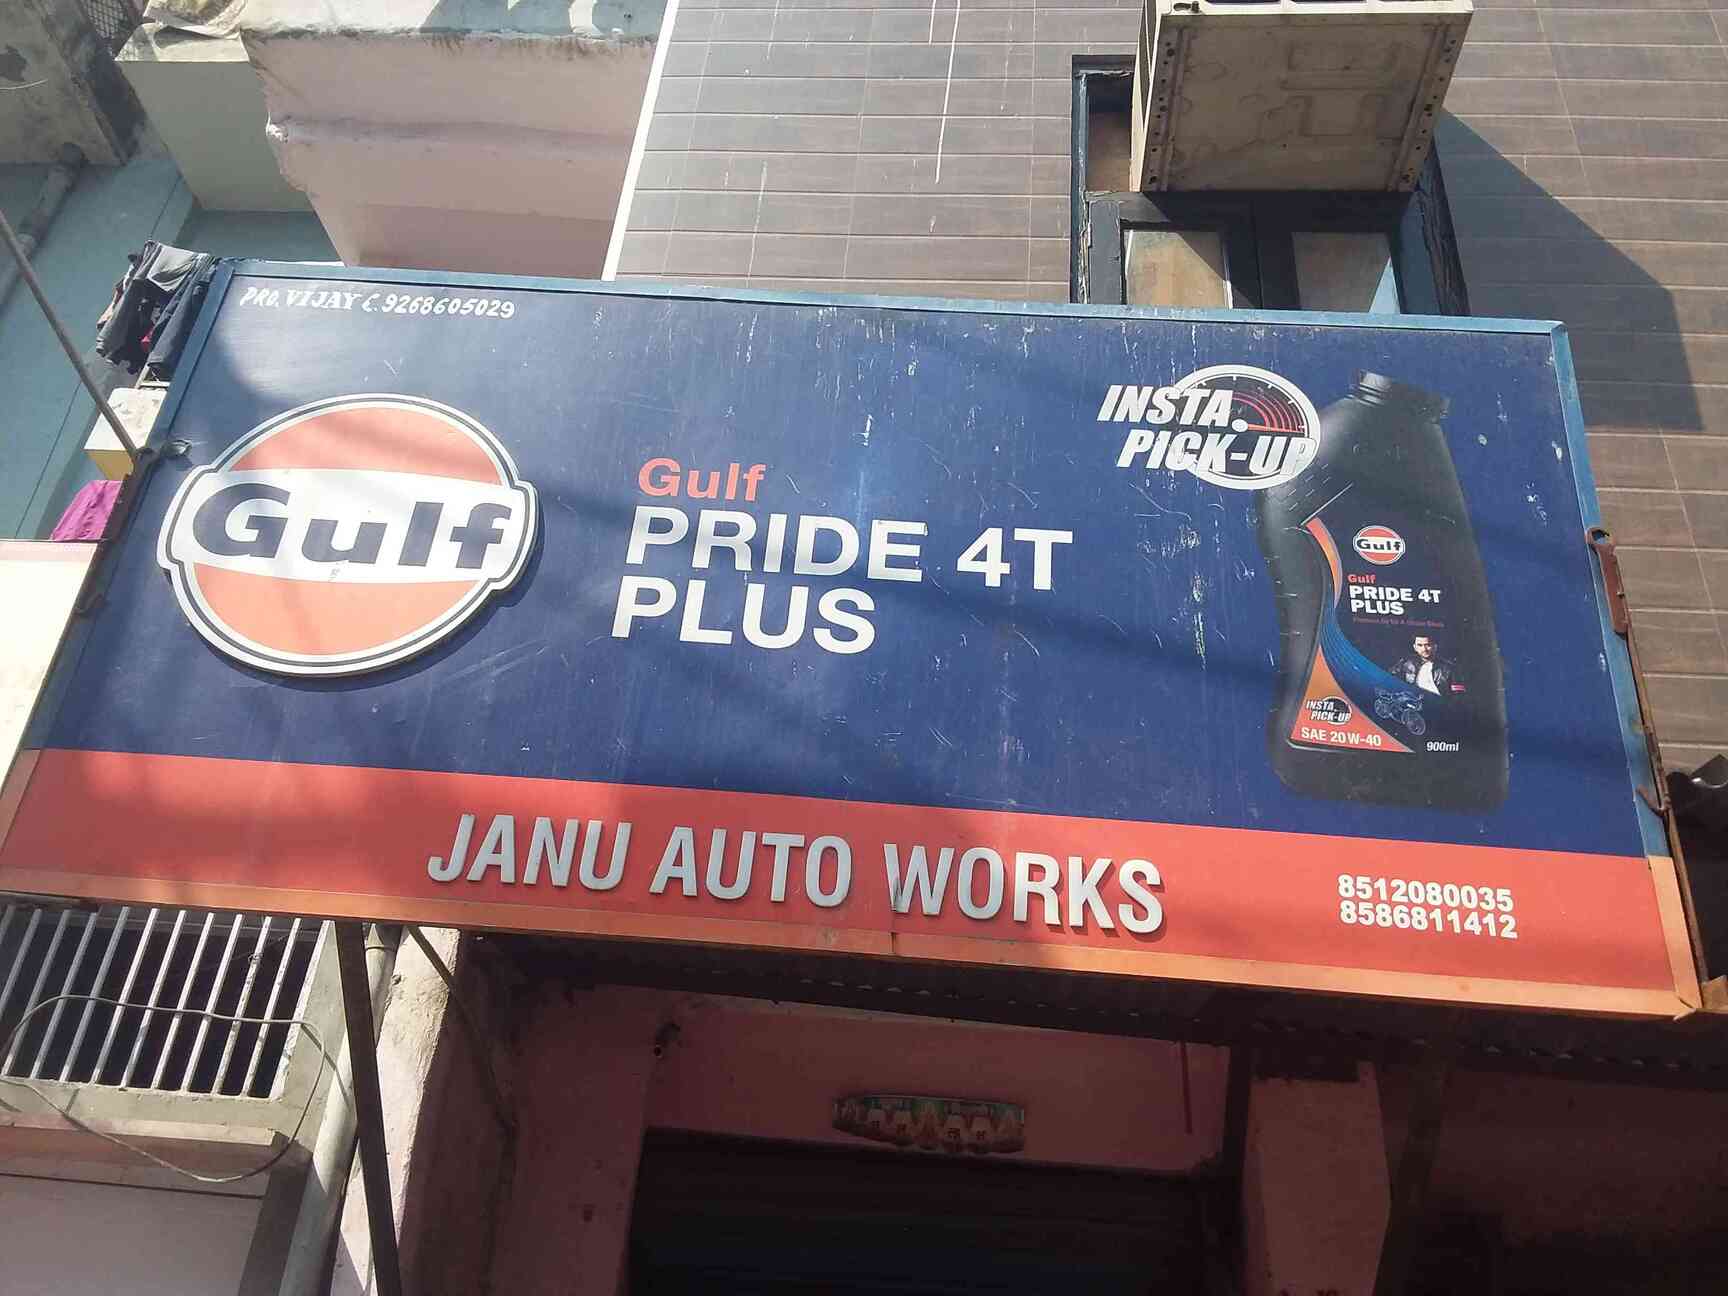 PRO. VIJAY C. 9268605029
Gulf
Gulf
PRIDE 4T
PLUS
INSTA.
PICK-UP
Gulf
Gulf
PRIDE 4T
PLUS
INSTA.
PICK-UP
SAE 20W-40
900ml
JANU AUTO WORKS
8512080035
8586811412